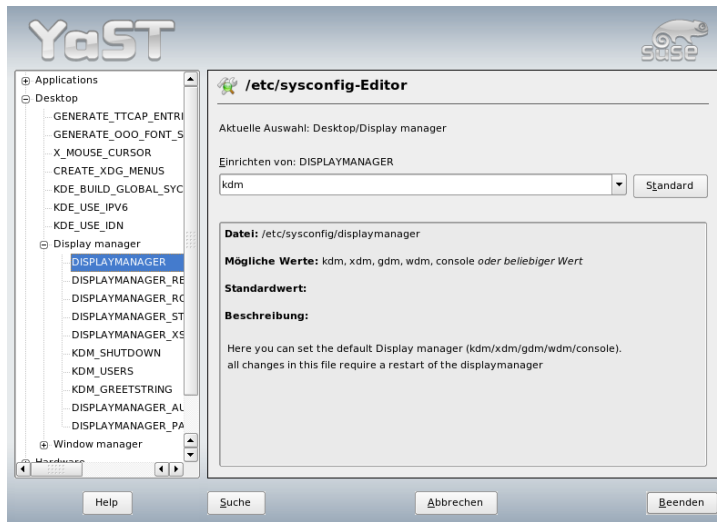 YaST
SUSE
Applications
Desktop
GENERATE_TTCAP_ENTRI
GENERATE_OOO_FONT_S
X_MOUSE_CURSOR
CREATE_XDG_MENUS
KDE_BUILD_GLOBAL_SYC
KDE_USE_IPV6
KDE_USE_IDN
Display manager
DISPLAYMANAGER
DISPLAYMANAGER_RE
DISPLAYMANAGER_RO
DISPLAYMANAGER_ST
DISPLAYMANAGER_XS
KDM_SHUTDOWN
KDM_USERS
KDM_GREETSTRING
DISPLAYMANAGER_AU
DISPLAYMANAGER_PA
Window manager
Hardware
/etc/sysconfig-Editor
Aktuelle Auswahl: Desktop/Display manager
Einrichten von: DISPLAYMANAGER
kdm
Standard
Datei: /etc/sysconfig/displaymanager
Mögliche Werte: kdm, xdm, gdm, wdm, console oder beliebiger Wert
Standardwert:
Beschreibung:
Here you can set the default Display manager (kdm/xdm/gdm/wdm/console).
all changes in this file require a restart of the displaymanager
Help
Suche
Abbrechen
Beenden